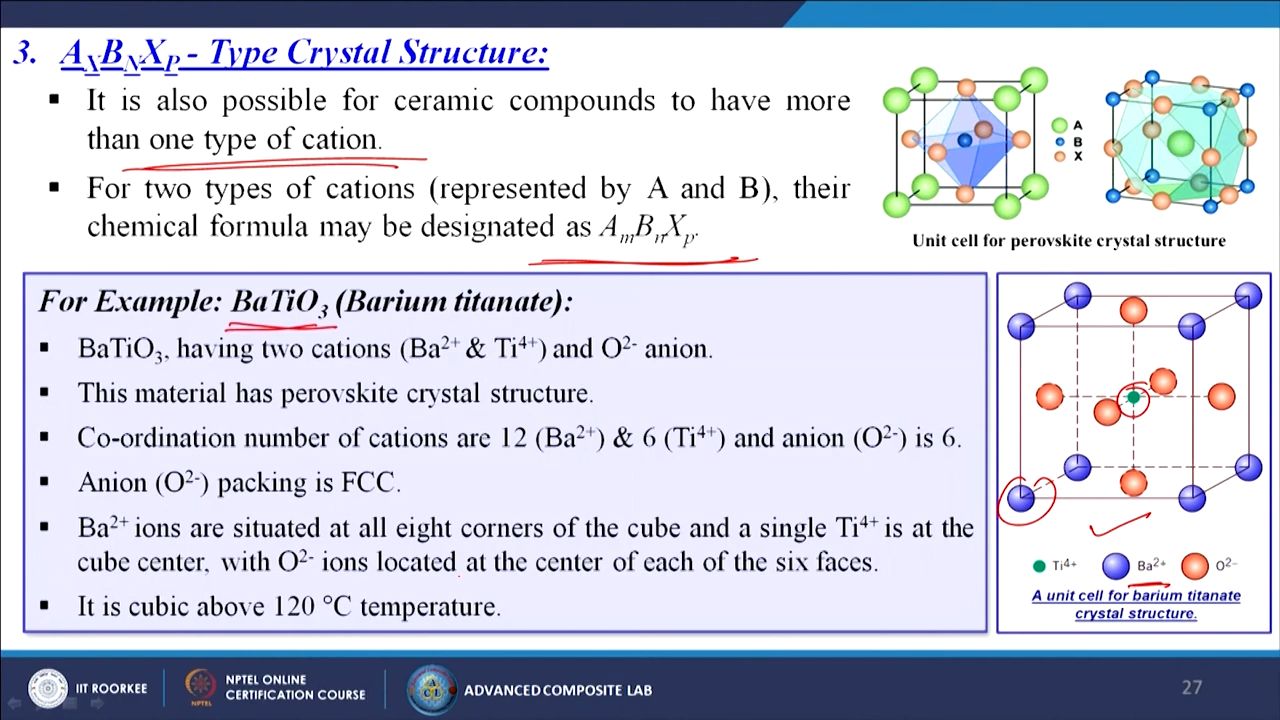 3. AXBNXP - Type Crystal Structure:
▪ It is also possible for ceramic compounds to have more
than one type of cation.
▪ For two types of cations (represented by A and B), their
chemical formula may be designated as AmBnXp.
A
B
X
Unit cell for perovskite crystal structure
For Example: BaTiO3 (Barium titanate):
▪ BaTiO3, having two cations (Ba2+ & Ti4+) and O2- anion.
▪ This material has perovskite crystal structure.
▪ Co-ordination number of cations are 12 (Ba2+) & 6 (Ti4+) and anion (O2-) is 6.
▪ Anion (O2-) packing is FCC.
▪ Ba2+ ions are situated at all eight corners of the cube and a single Ti4+ is at the
cube center, with O2- ions located at the center of each of the six faces.
▪ It is cubic above 120 °C temperature.
Ti4+ Ba2+ O2-
A unit cell for barium titanate
crystal structure.
IIT ROORKEE
NPTEL
NPTEL ONLINE
CERTIFICATION COURSE
ADVANCED COMPOSITE LAB
27